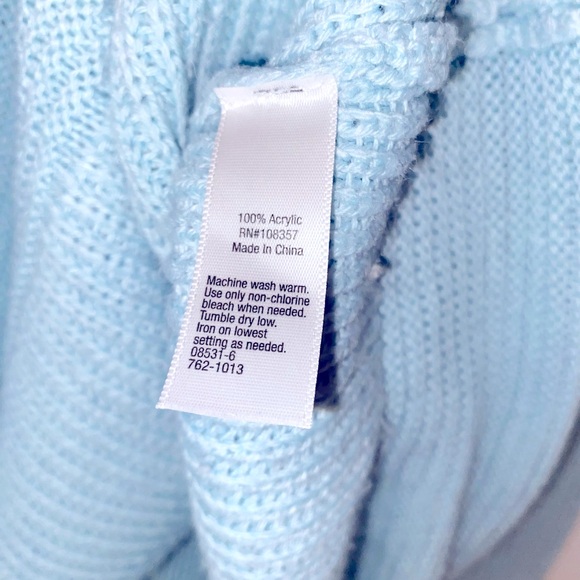 100% Acrylic
RN#108357
Made In China
Machine wash warm.
Use only non-chlorine
bleach when needed.
Tumble dry low.
Iron on lowest
setting as needed.
08531-6
762-1013